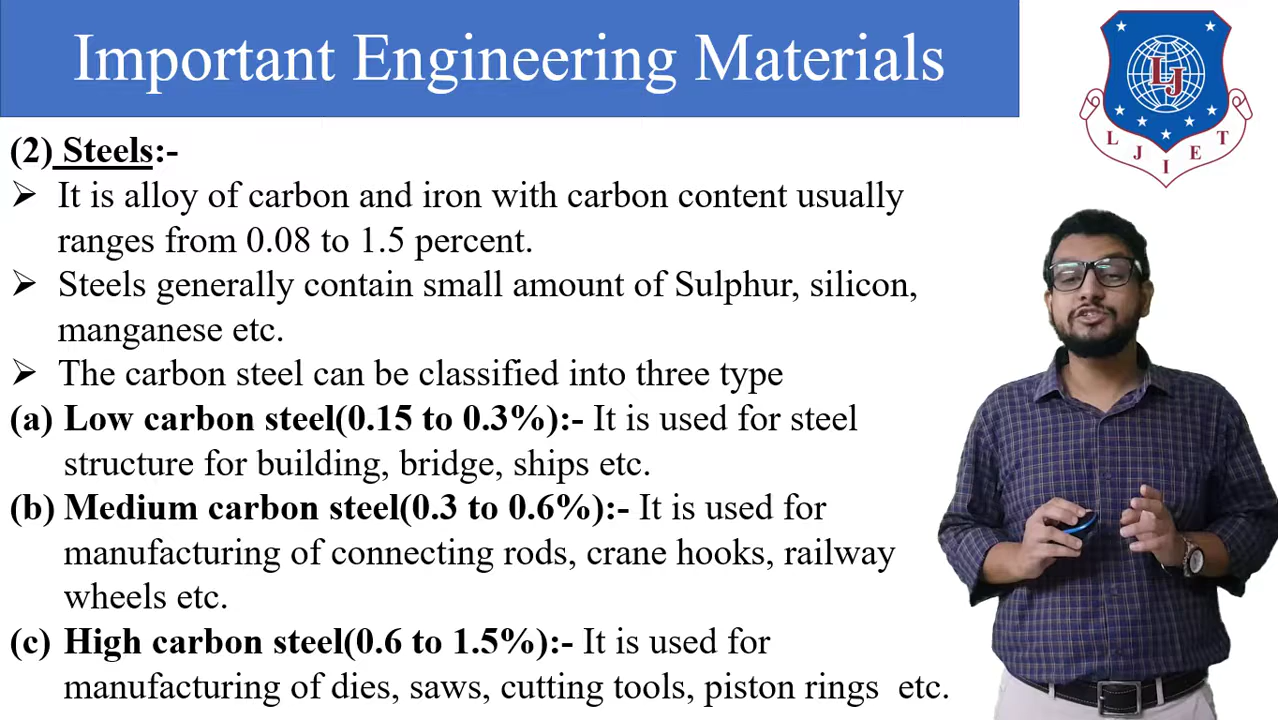 Important Engineering Materials
LJ
L J I E T
(2) Steels:-
➢ It is alloy of carbon and iron with carbon content usually
ranges from 0.08 to 1.5 percent.
➢ Steels generally contain small amount of Sulphur, silicon,
manganese etc.
➢ The carbon steel can be classified into three type
(a) Low carbon steel(0.15 to 0.3%):- It is used for steel
structure for building, bridge, ships etc.
(b) Medium carbon steel(0.3 to 0.6%):- It is used for
manufacturing of connecting rods, crane hooks, railway
wheels etc.
(c) High carbon steel(0.6 to 1.5%):- It is used for
manufacturing of dies, saws, cutting tools, piston rings etc.